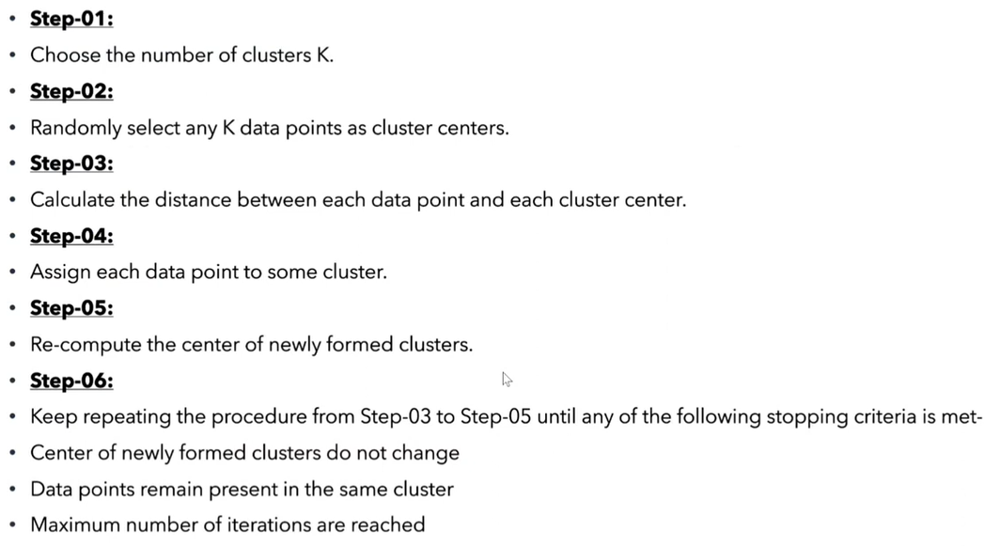 • Step-01:
• Choose the number of clusters K.
• Step-02:
• Randomly select any K data points as cluster centers.
• Step-03:
• Calculate the distance between each data point and each cluster center.
• Step-04:
• Assign each data point to some cluster.
• Step-05:
• Re-compute the center of newly formed clusters.
• Step-06:
• Keep repeating the procedure from Step-03 to Step-05 until any of the following stopping criteria is met-
• Center of newly formed clusters do not change
• Data points remain present in the same cluster
• Maximum number of iterations are reached